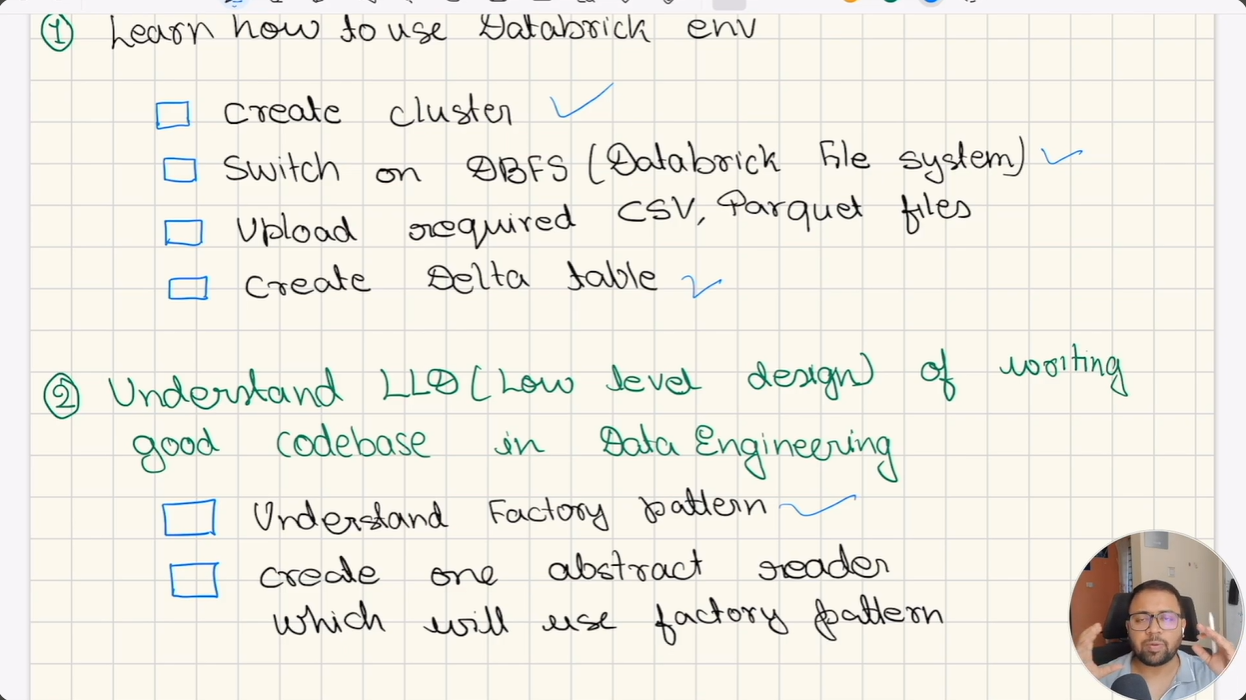 ① Learn how to use Databrick env
Create cluster
Switch on DBFS (Databrick File system)
Upload required CSV, Parquet files
Create Delta table
② Understand LLD (Low level design) of writing
good codebase in Data Engineering
Understand Factory pattern
create one abstract reader
which will use factory pattern